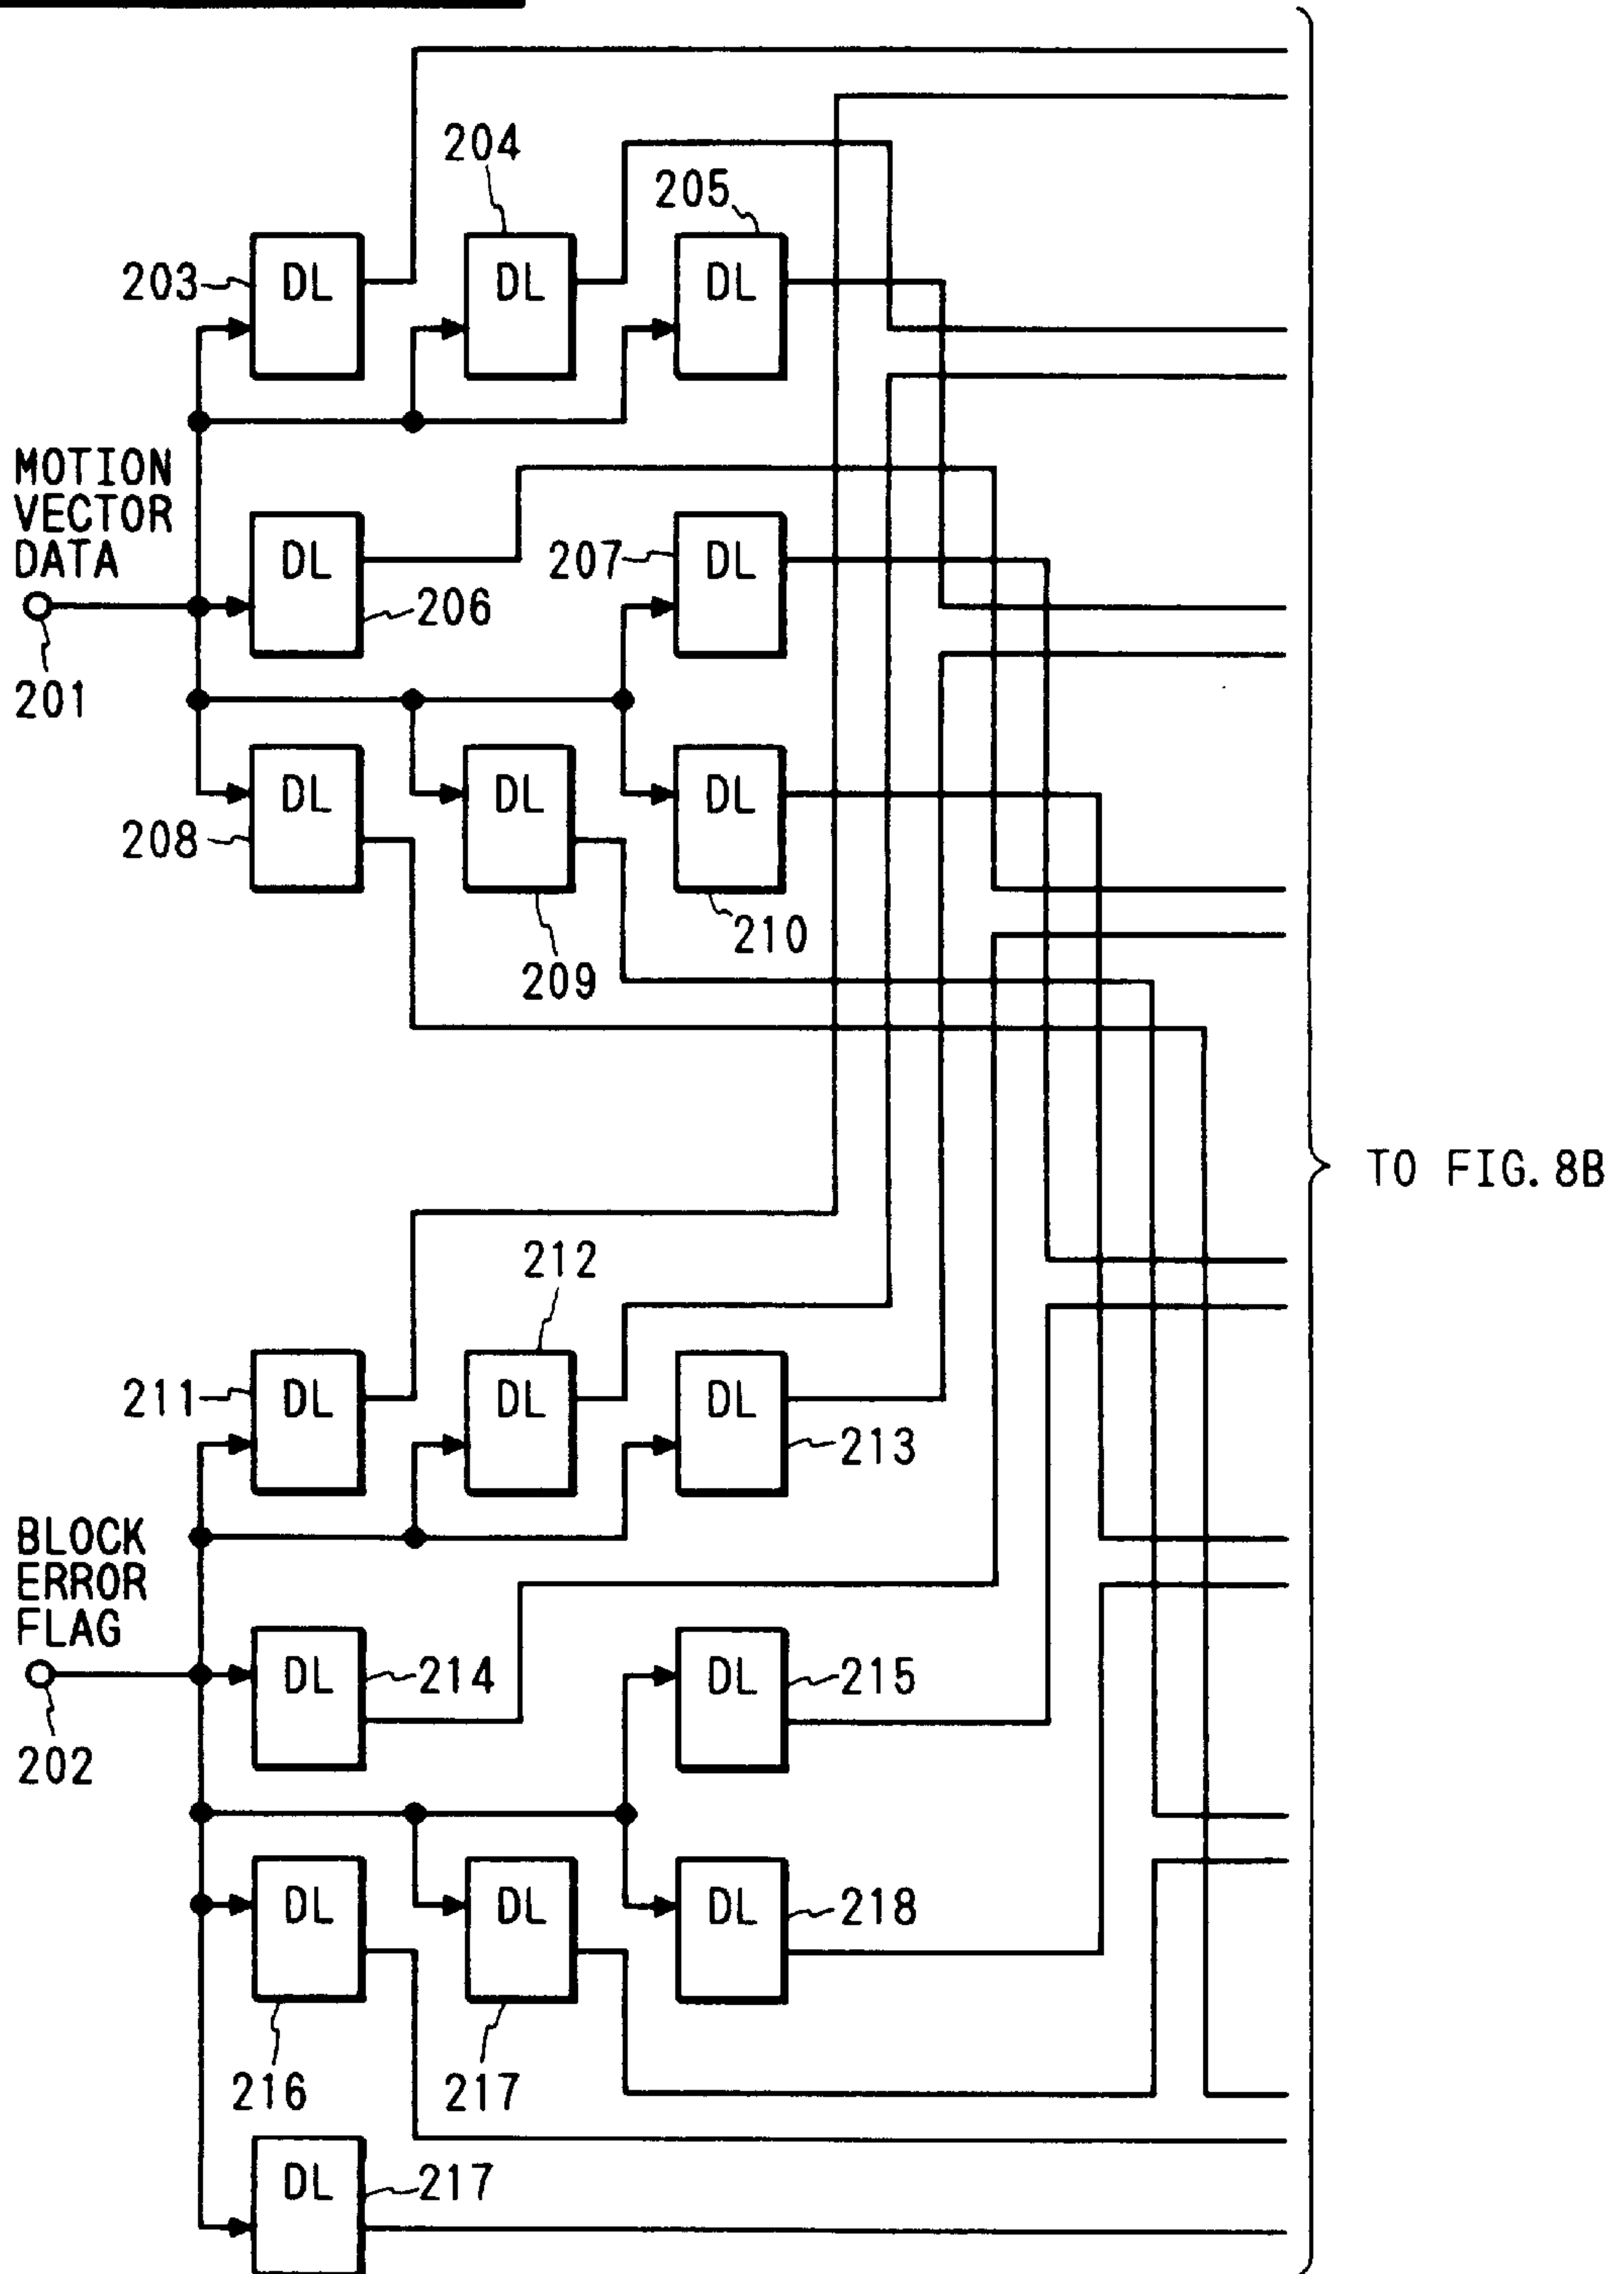 204
205
203
DL
DL
DL
MOTION
VECTOR
DATA
DL
207
DL
206
201
DL
DL
DL
208
210
209
TO FIG. 8B
212
211
DL
DL
DL
213
BLOCK
ERROR
FLAG
DL
214
DL
215
202
DL
DL
DL
218
216
217
DL
217